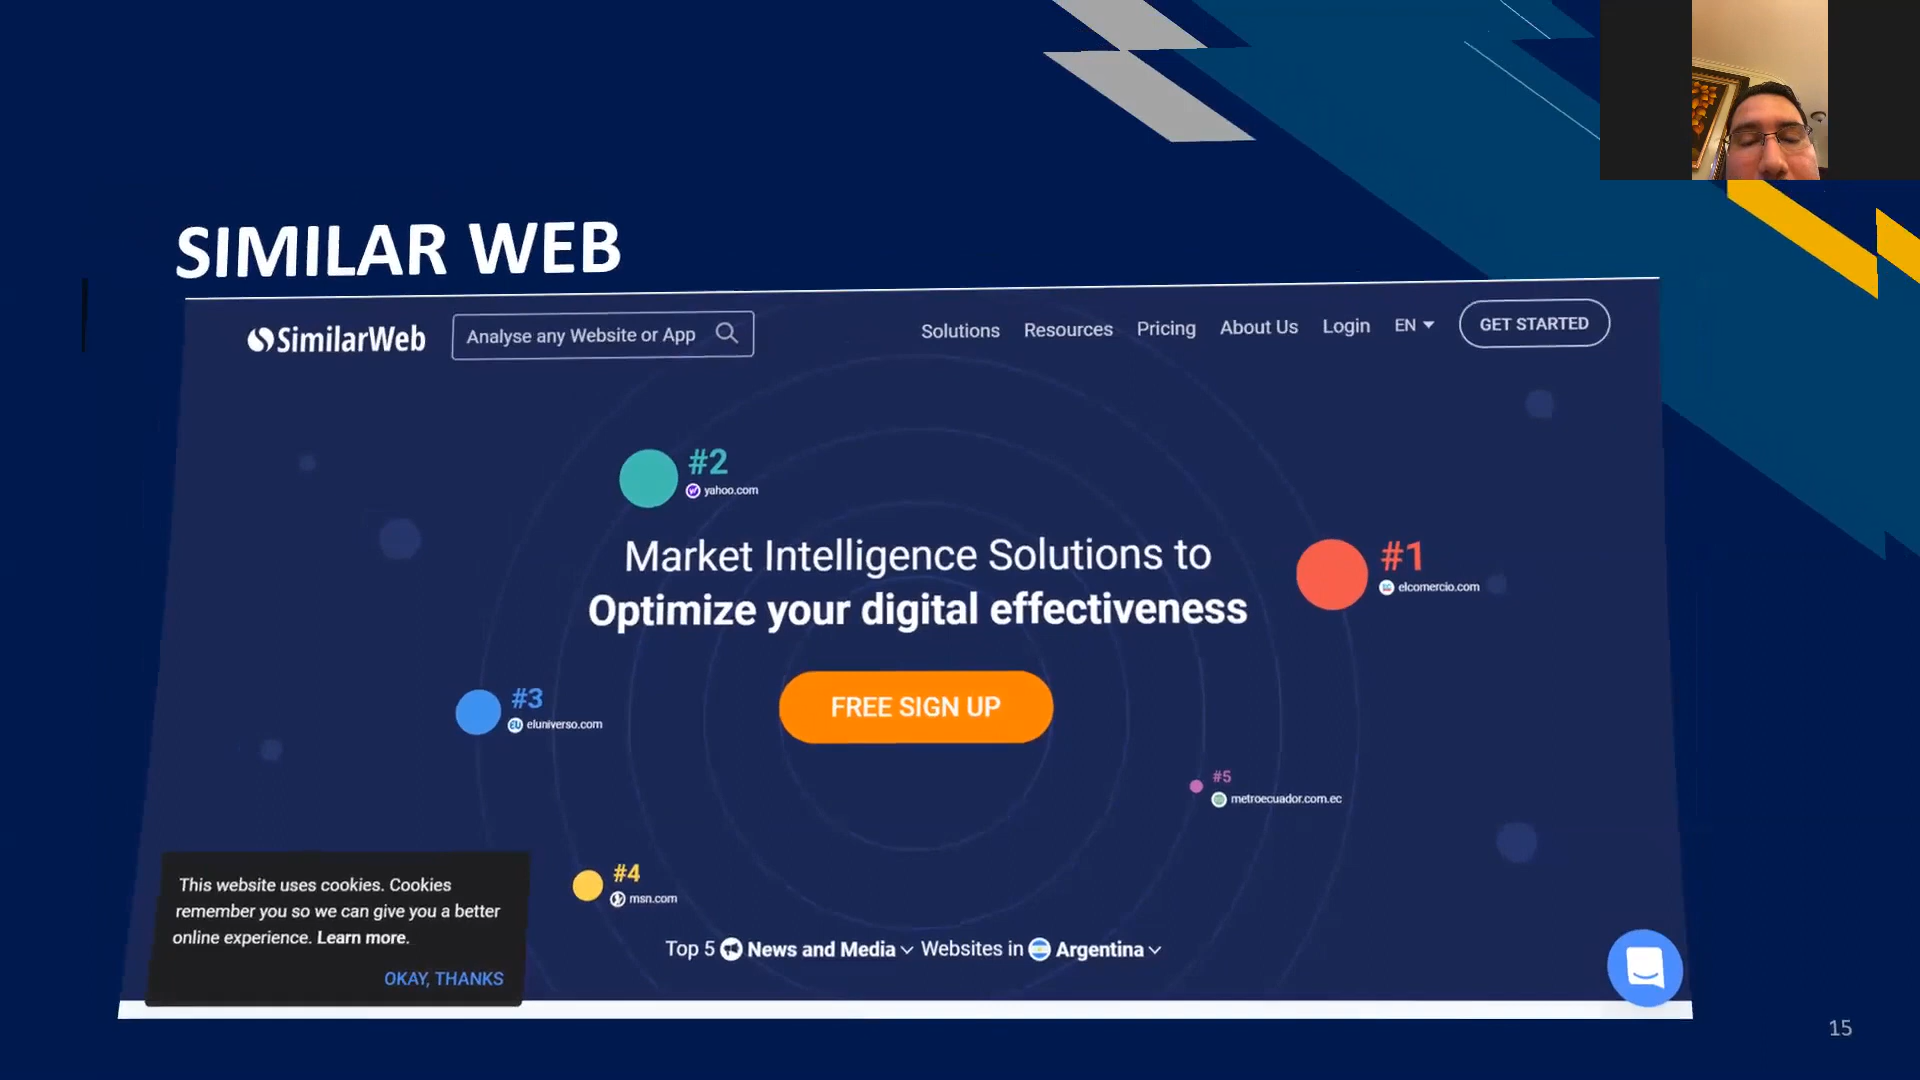 SIMILAR WEB
SimilarWeb
Analyse any Website or App
Solutions
Resources
Pricing
About Us
Login
EN
GET STARTED
#2
yahoo.com
Market Intelligence Solutions to
Optimize your digital effectiveness
#1
elcomercio.com
#3
eluniverso.com
FREE SIGN UP
#5
metroecuador.com.ec
#4
msn.com
This website uses cookies. Cookies
remember you so we can give you a better
online experience. Learn more.
OKAY, THANKS
Top 5 News and Media Websites in Argentina
15